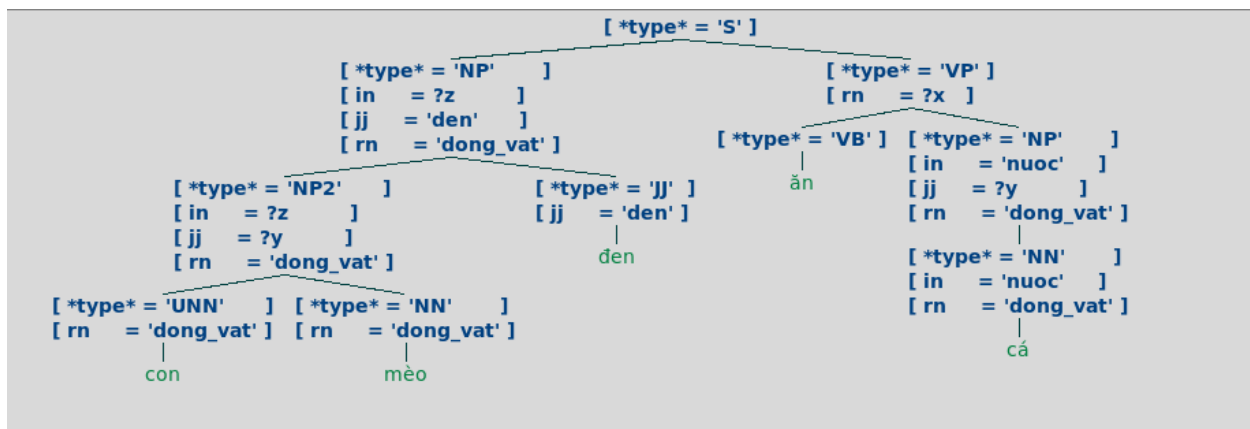 [ *type* = 'S' ]
[ *type* = 'NP' ] [ *type* = 'VP' ]
[ in = ?z ] [ rn = ?x ]
[ jj = 'den' ]
[ rn = 'dong_vat' ]
[ *type* = 'VB' ] [ *type* = 'NP' ]
[ in = 'nuoc' ]
[ jj = ?y ]
[ rn = 'dong_vat' ]
ăn
[ *type* = 'NP2' ] [ *type* = 'JJ' ]
[ in = ?z ] [ jj = 'den' ]
[ jj = ?y ]
[ rn = 'dong_vat' ]
đen
[ *type* = 'NN' ]
[ in = 'nuoc' ]
[ rn = 'dong_vat' ]
[ *type* = 'UNN' ] [ *type* = 'NN' ]
[ rn = 'dong_vat' ] [ rn = 'dong_vat' ]
cá
con mèo